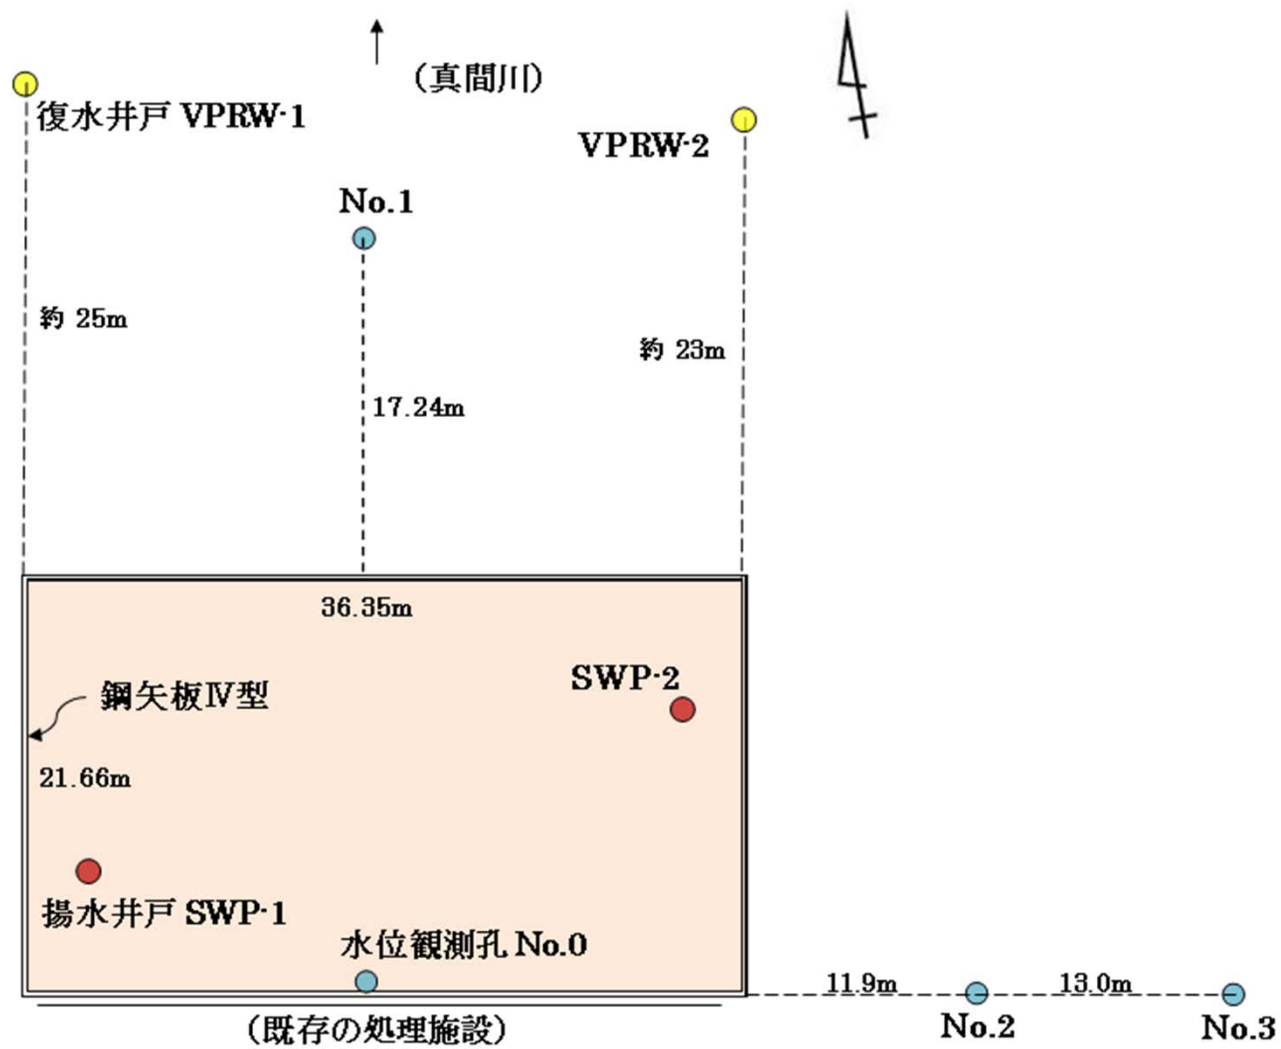 (真間川)
復水井戸 VPRW-1
VPRW-2
No.1
約 25m
約 23m
17.24m
36.35m
SWP-2
鋼矢板Ⅳ型
21.66m
揚水井戸 SWP-1
水位観測孔 No.0
11.9m
13.0m
(既存の処理施設)
No.2
No.3